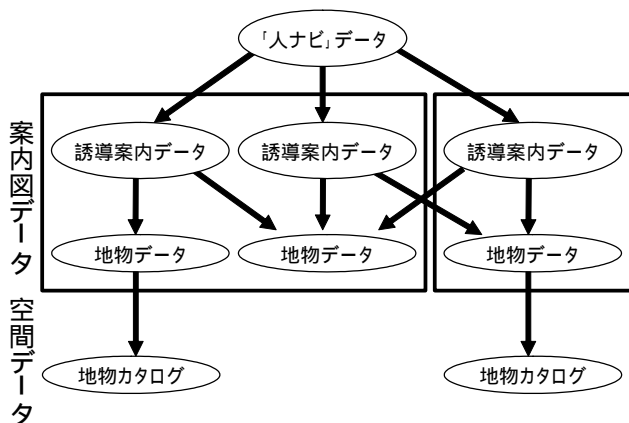 「人ナビ」データ
案内図データ
誘導案内データ
誘導案内データ
誘導案内データ
地物データ
地物データ
地物データ
空間データ
地物カタログ
地物カタログ